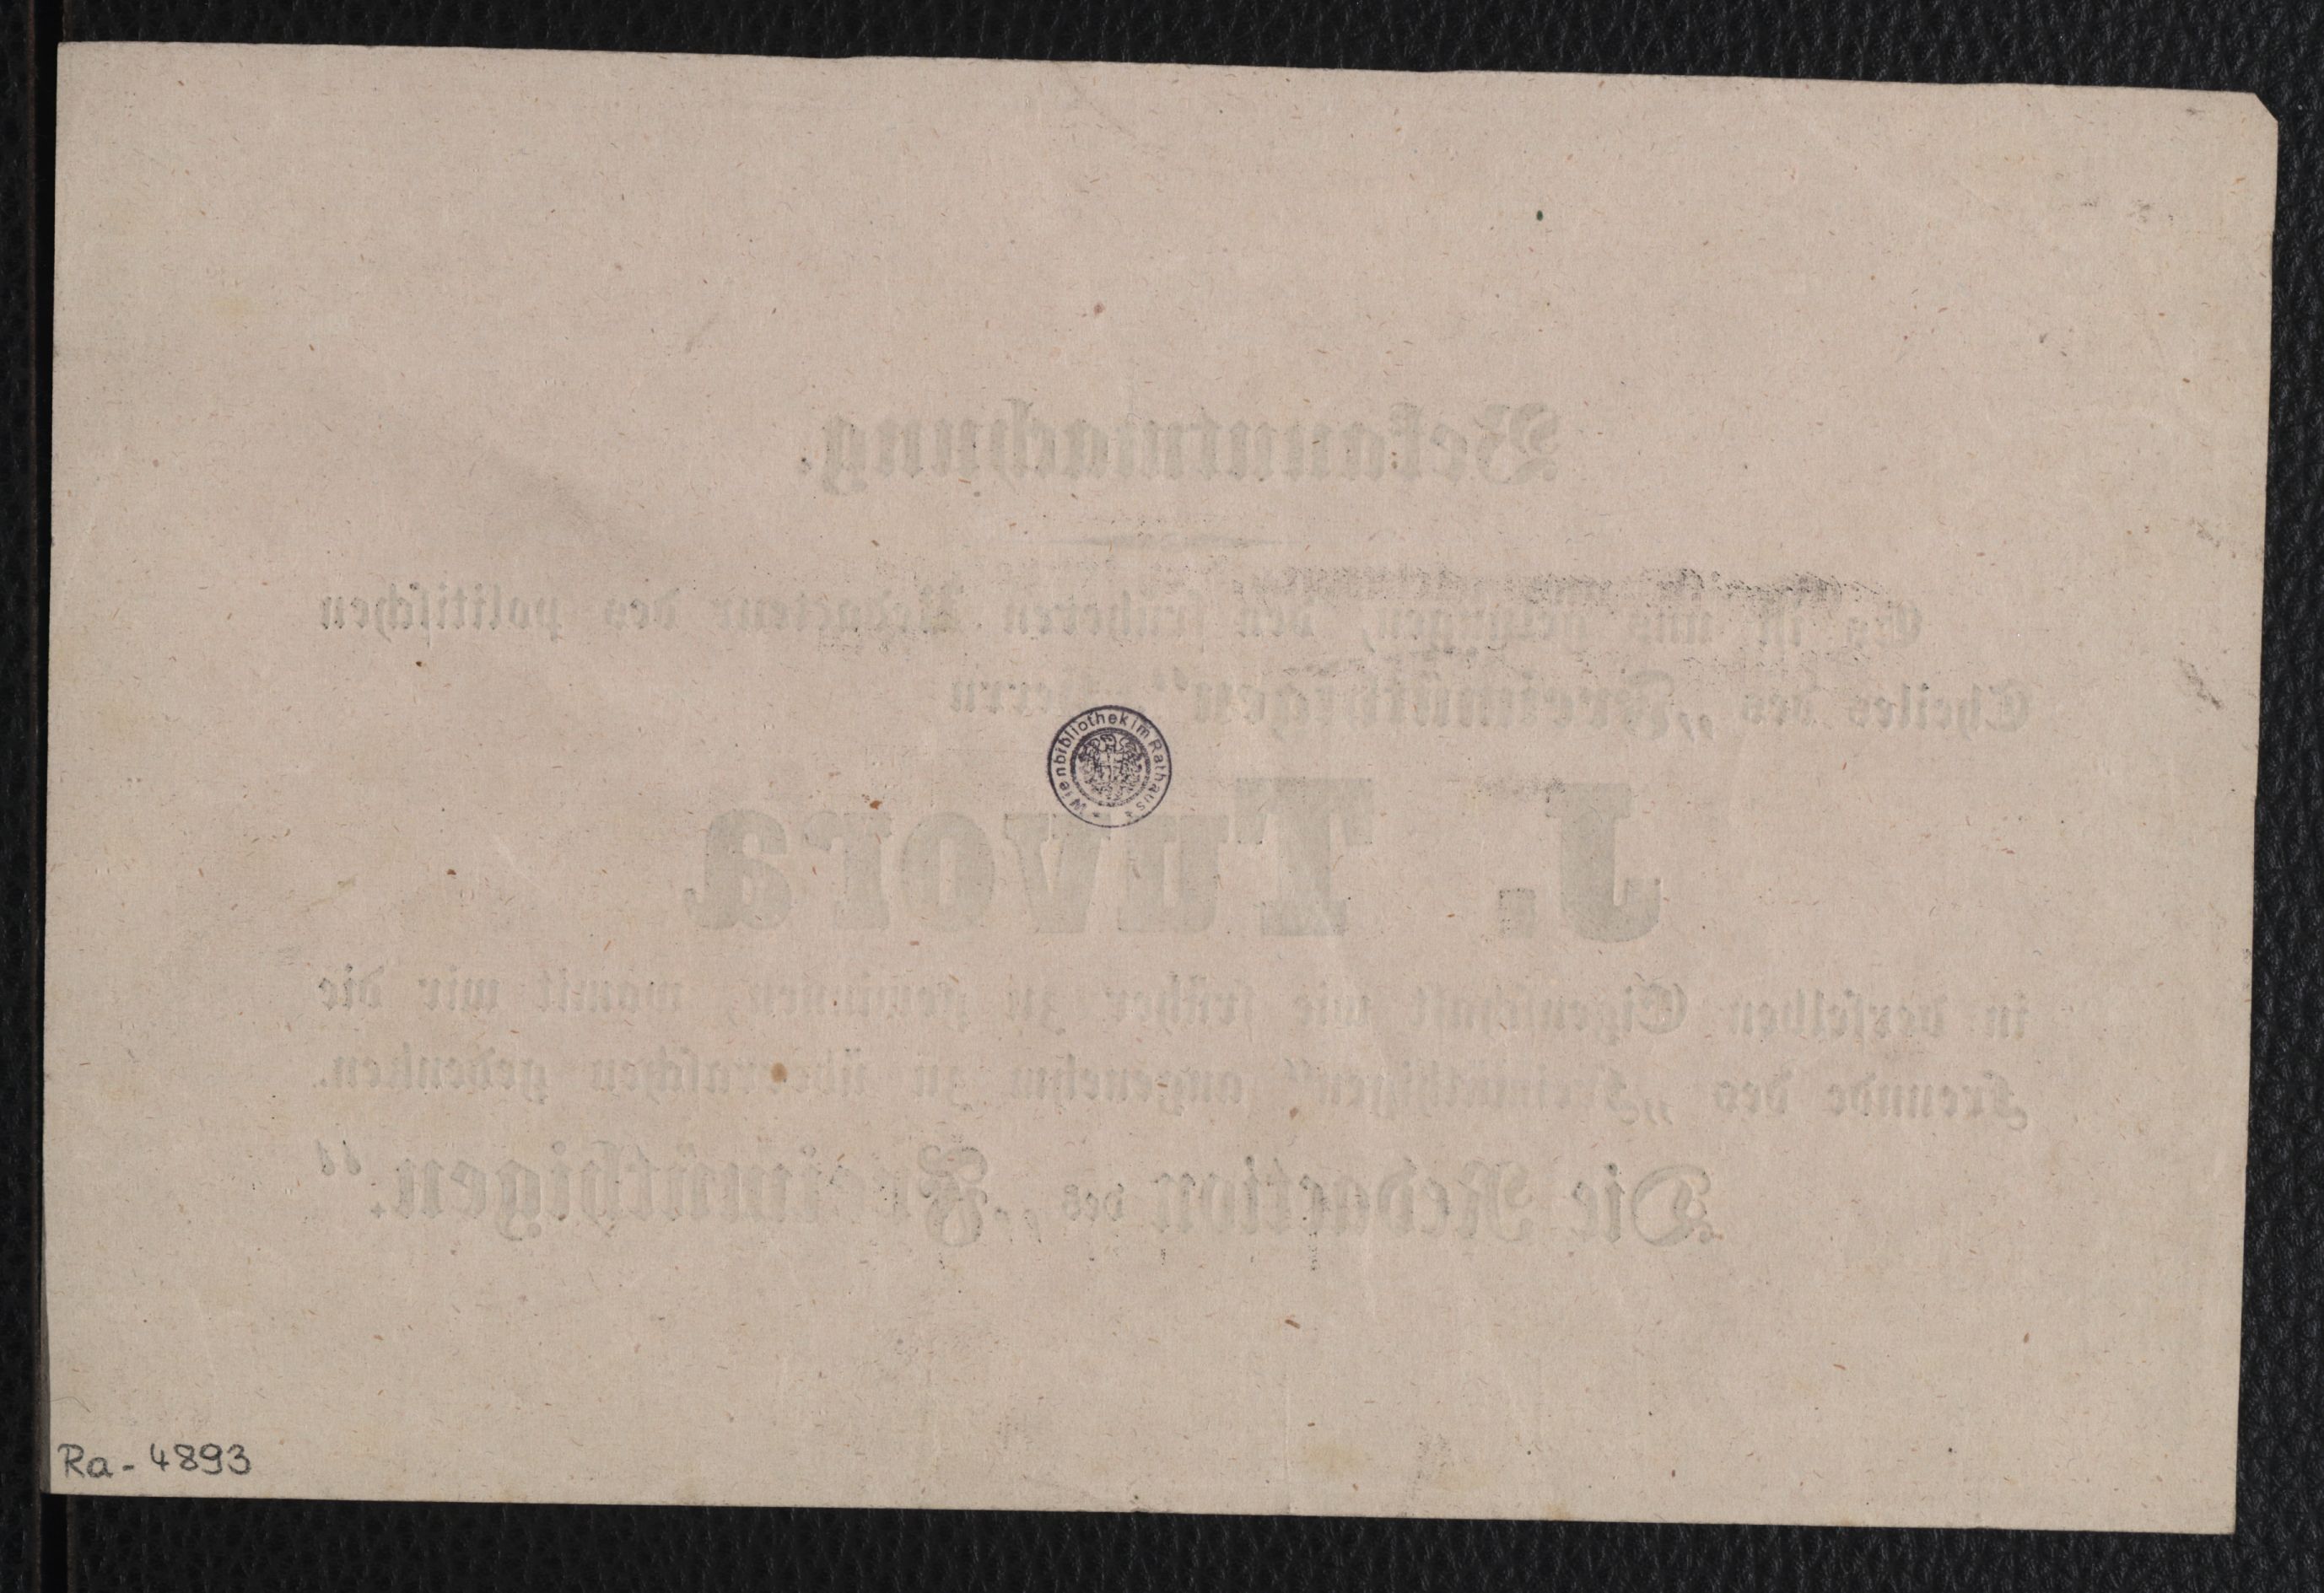 Bekanntmachung.
Es ist uns gelungen, den früheren Redacteur des politischen
Theiles des „Freimüthigen“ Herrn
J. Tuvora
in derselben Eigenschaft wie früher zu gewinnen, womit wir die
Freunde des „Freimüthigen“ angenehm zu überraschen gedenken.
Die Redaction des „Freimüthigen.“
Wienbibliothek im Rathaus
Ra-4893